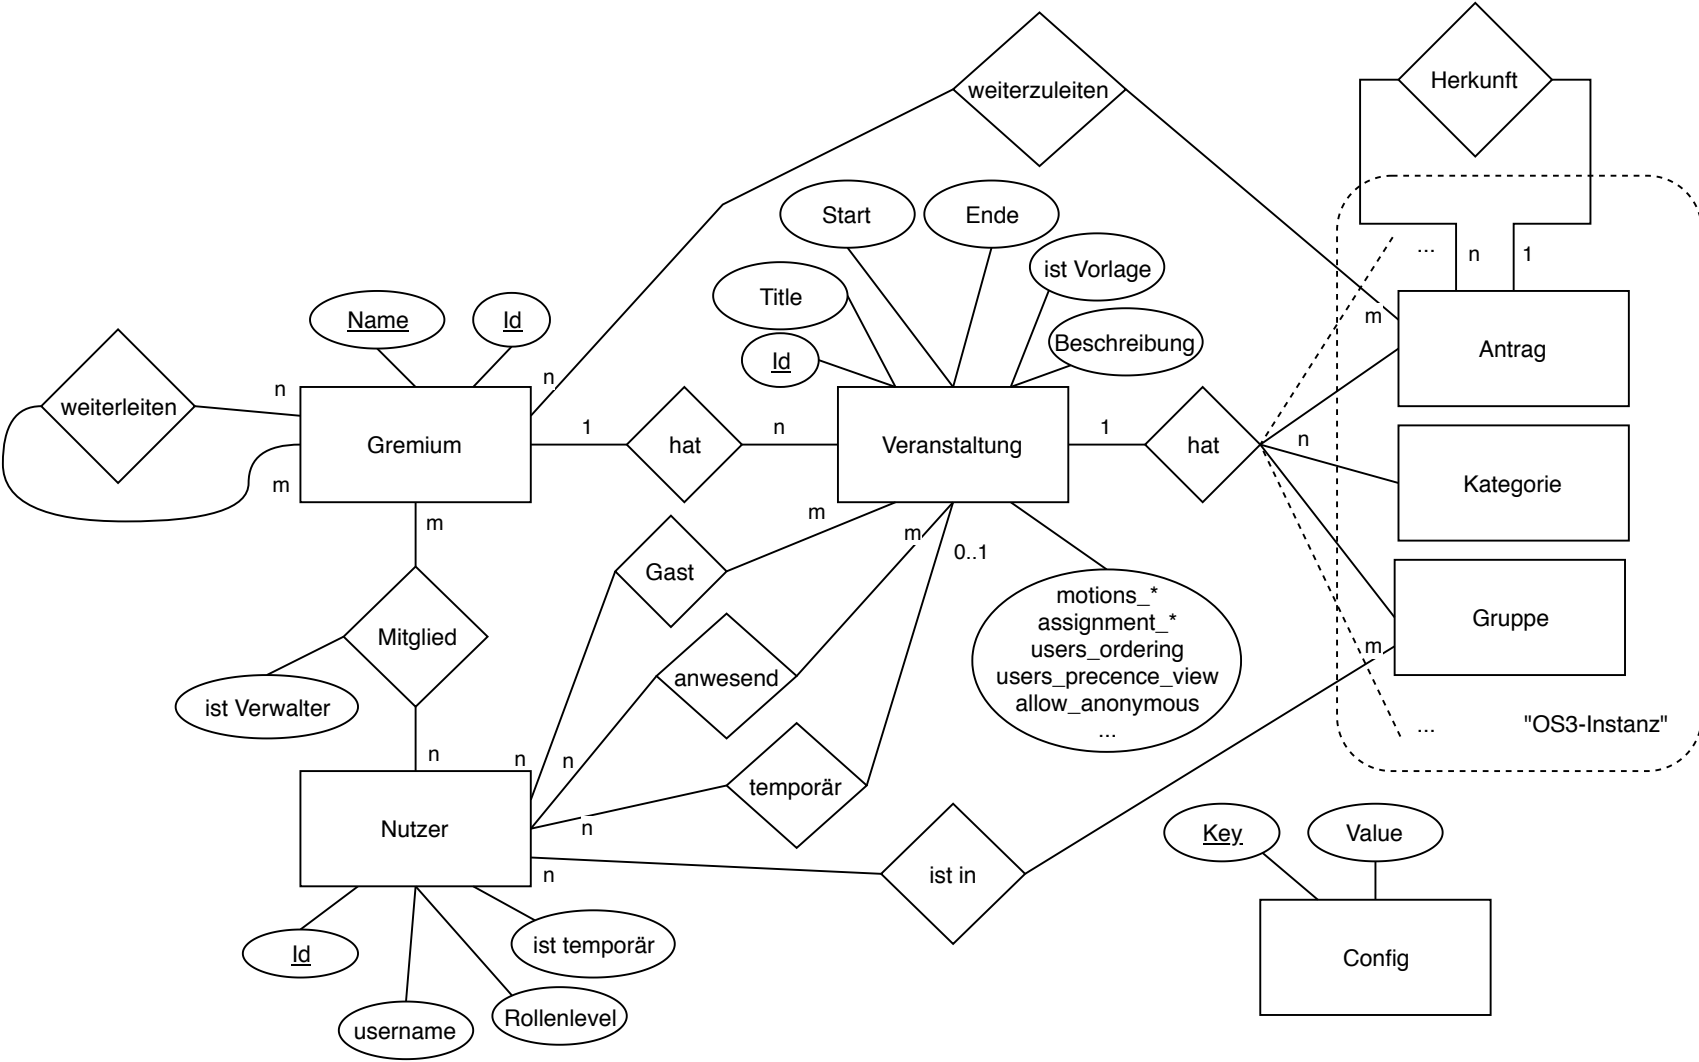 Herkunft
weiterzuleiten
Start
Ende
ist Vorlage
...
n
1
Title
Name
Id
m
Beschreibung
Antrag
Id
n
n
weiterleiten
1
n
1
n
Gremium
hat
Veranstaltung
hat
Kategorie
m
m
m
m
0..1
Gast
motions_*
assignment_*
users_ordering
users_precence_view
allow_anonymous
...
Gruppe
Mitglied
m
anwesend
ist Verwalter
...
"OS3-Instanz"
n
n
n
temporär
n
Nutzer
Key
Value
n
ist in
Id
ist temporär
Config
username
Rollenlevel